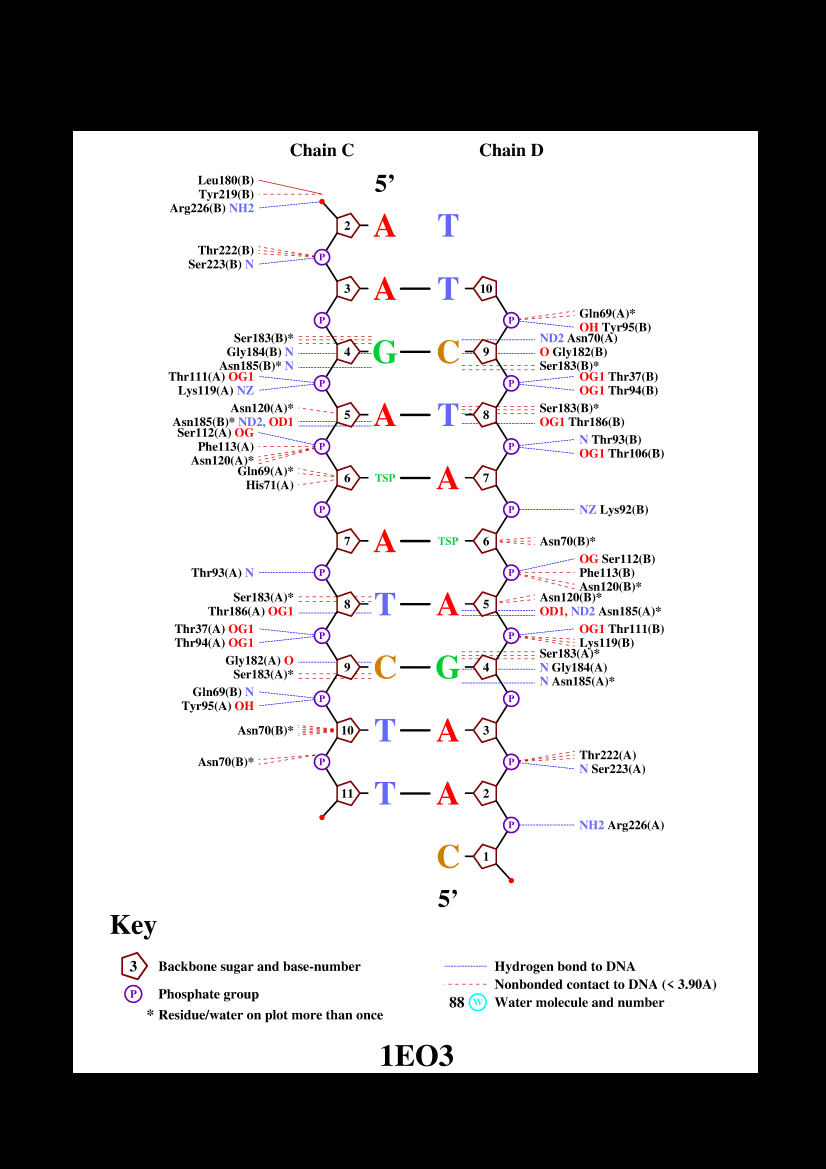 Chain C Chain D
Leu180(B)
5’
Tyr219(B)
Arg226(B) NH2
2 A T
Thr222(B)
P
Ser223(B) N
3 A T 10
Gln69(A)*
P P
OH Tyr95(B)
Ser183(B)* ND2 Asn70(A)
Gly184(B) N 4 G C 9 O Gly182(B)
Asn185(B)* N Ser183(B)*
Thr111(A) OG1 OG1 Thr37(B)
P P
Lys119(A) NZ OG1 Thr94(B)
Asn120(A)* Ser183(B)*
5 A T 8
Asn185(B)* ND2, OD1 OG1 Thr186(B)
Ser112(A) OG N Thr93(B)
Phe113(A) P P
Asn120(A)* OG1 Thr106(B)
Gln69(A)*
6 TSP A 7
His71(A)
P P NZ Lys92(B)
7 A TSP 6 Asn70(B)*
OG Ser112(B)
Thr93(A) N P P Phe113(B)
Asn120(B)*
Ser183(A)* Asn120(B)*
8 T A 5
Thr186(A) OG1 OD1, ND2 Asn185(A)*
Thr37(A) OG1 OG1 Thr111(B)
P P
Thr94(A) OG1 Lys119(B)
Ser183(A)*
Gly182(A) O 9 C G 4 N Gly184(A)
Ser183(A)* N Asn185(A)*
Gln69(B) N
P P
Tyr95(A) OH
Asn70(B)* 10 T A 3
Thr222(A)
Asn70(B)* P P
N Ser223(A)
11 T A 2
P NH2 Arg226(A)
C 1
5’
Key
3 Backbone sugar and base-number
P Phosphate group
* Residue/water on plot more than once
Hydrogen bond to DNA
Nonbonded contact to DNA (< 3.90A)
88 W Water molecule and number
1EO3